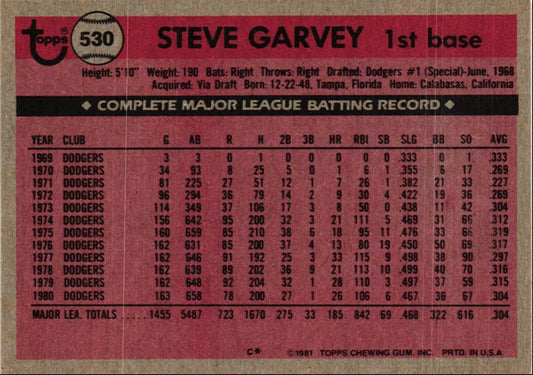 Topps 530 STEVE GARVEY 1st base
Height: 5'10" Weight: 190 Bats: Right Throws: Right Drafted: Dodgers #1 (Special)-June, 1968
Acquired: Via Draft Born: 12-22-48, Tampa, Florida Home: Calabasas, California
COMPLETE MAJOR LEAGUE BATTING RECORD
YEAR CLUB G AB R H 2B 3B HR RBI SB SLG BB SO AVG
1969 DODGERS 3 3 0 1 0 0 0 0 0 .333 0 1 .333
1970 DODGERS 34 93 8 25 5 0 1 6 1 .355 6 17 .269
1971 DODGERS 81 225 27 51 12 1 7 26 1 .382 21 33 .227
1972 DODGERS 96 294 36 79 14 2 9 30 4 .422 19 36 .269
1973 DODGERS 114 349 37 106 17 3 8 50 0 .438 11 42 .304
1974 DODGERS 156 642 95 200 32 3 21 111 5 .469 31 66 .312
1975 DODGERS 160 659 85 210 38 6 18 95 11 .476 33 66 .319
1976 DODGERS 162 631 85 200 37 4 13 80 19 .450 50 69 .317
1977 DODGERS 162 646 91 192 25 3 33 115 9 .498 38 90 .297
1978 DODGERS 162 639 89 202 36 9 21 113 10 .499 40 70 .316
1979 DODGERS 162 648 92 204 32 1 28 110 3 .497 37 59 .315
1980 DODGERS 163 658 78 200 27 1 26 106 6 .467 36 67 .304
MAJOR LEA. TOTALS 1455 5487 723 1670 275 33 185 842 69 .468 322 616 .304
C* ©1981 TOPPS CHEWING GUM, INC. PRTD. IN U.S.A.